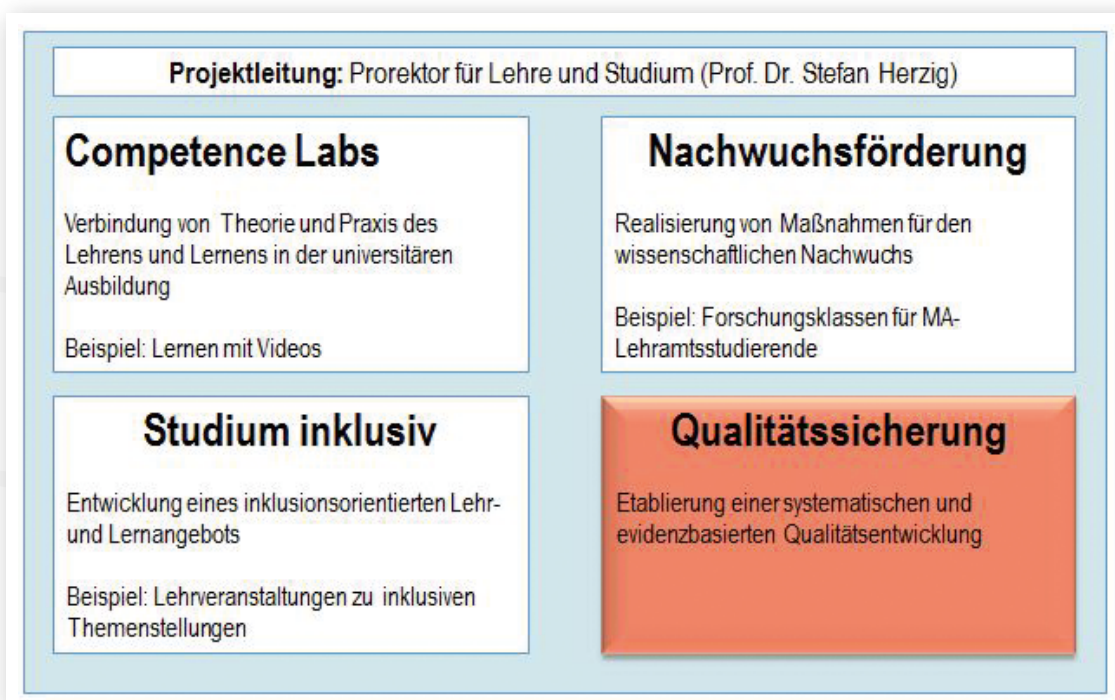 Projektleitung: Prorektor für Lehre und Studium (Prof. Dr. Stefan Herzig)
Competence Labs
Verbindung von Theorie und Praxis des
Lehrens und Lernens in der universitären
Ausbildung
Beispiel: Lernen mit Videos
Nachwuchsförderung
Realisierung von Maßnahmen für den
wissenschaftlichen Nachwuchs
Beispiel: Forschungsklassen für MA-
Lehramtsstudierende
Studium inklusiv
Entwicklung eines inklusionsorientierten Lehr-
und Lernangebots
Beispiel: Lehrveranstaltungen zu inklusiven
Themenstellungen
Qualitätssicherung
Etablierung einer systematischen und
evidenzbasierten Qualitätsentwicklung